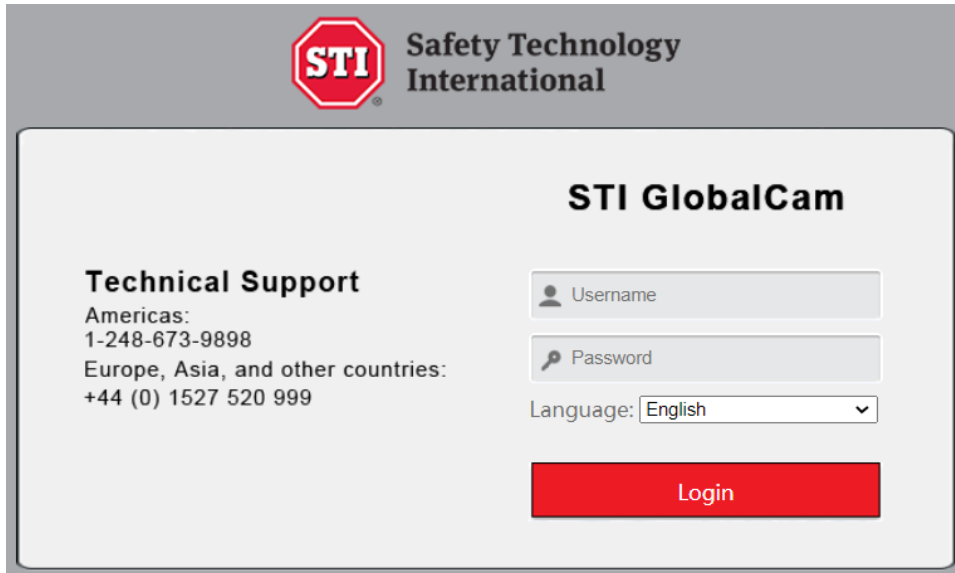 STI
®
Safety Technology
International
STI GlobalCam
Technical Support
Americas:
1-248-673-9898
Europe, Asia, and other countries:
+44 (0) 1527 520 999
Username
Password
Language: English
Login